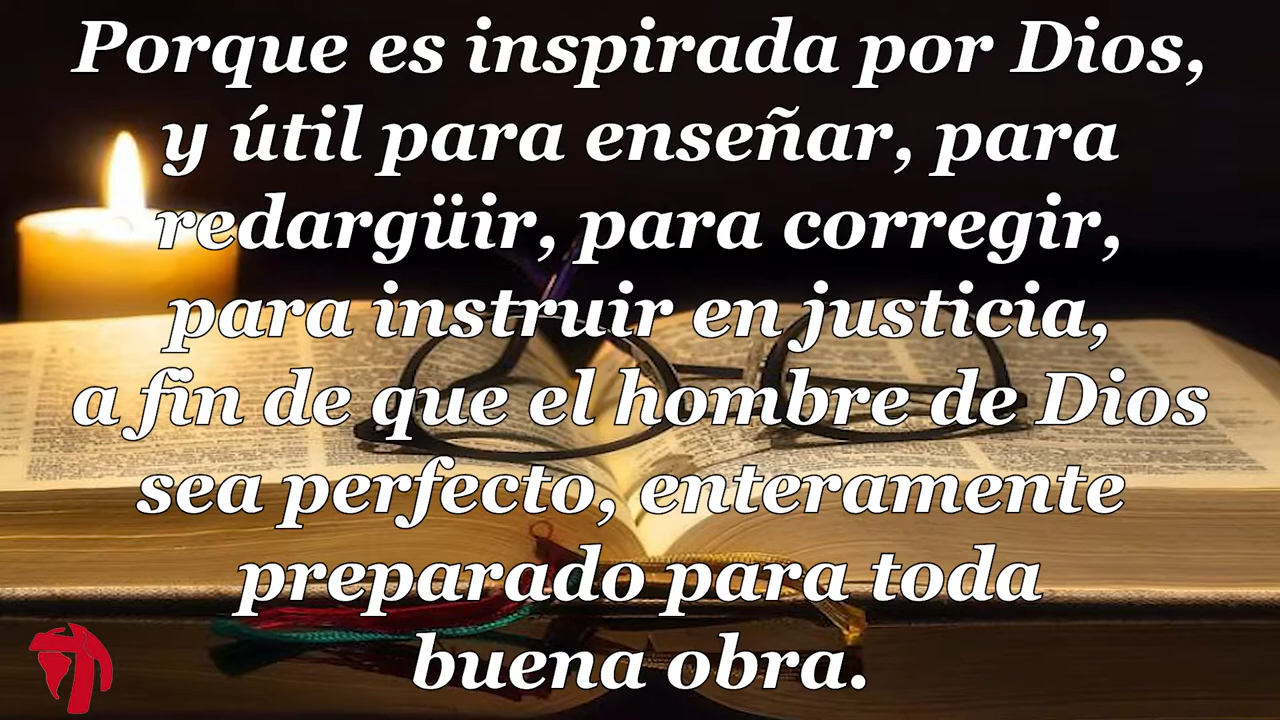 Porque es inspirada por Dios,
y útil para enseñar, para
redargüir, para corregir,
para instruir en justicia,
a fin de que el hombre de Dios
sea perfecto, enteramente
preparado para toda
buena obra.